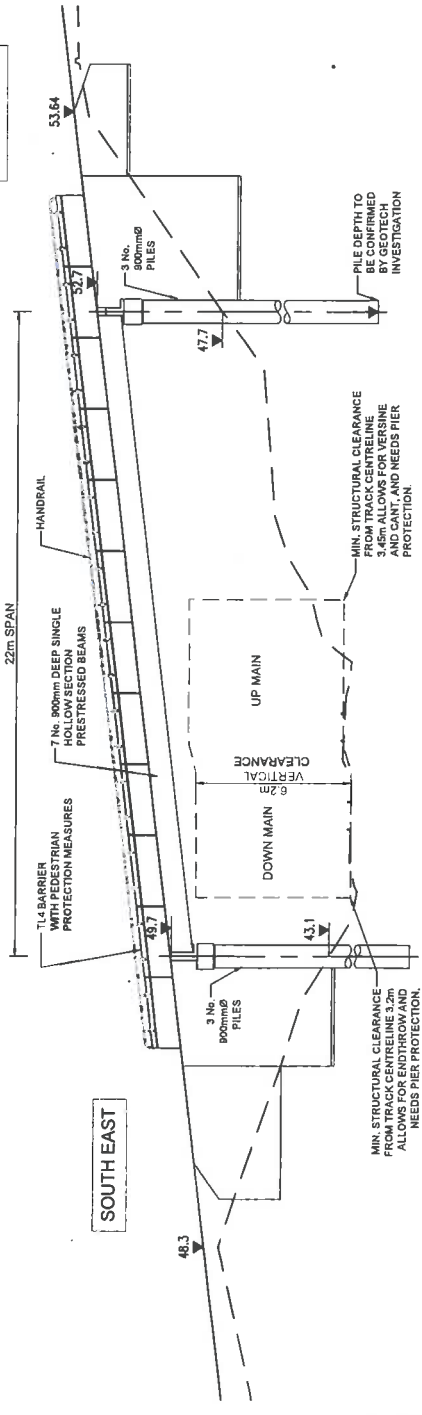 22m SPAN
SOUTH EAST
TL4 BARRIER
WITH PEDESTRIAN
PROTECTION MEASURES
7 No. 900mm DEEP SINGLE
HOLLOW SECTION
PRESTRESSED BEAMS
HANDRAIL
53.64
52.7
49.7
48.3
3 No.
900mmØ
PILES
3 No.
900mmØ
PILES
47.7
43.1
DOWN MAIN
6.2m
VERTICAL
CLEARANCE
UP MAIN
MIN. STRUCTURAL CLEARANCE
FROM TRACK CENTRELINE 3.2m
ALLOWS FOR ENDTHROW AND
NEEDS PIER PROTECTION.
MIN. STRUCTURAL CLEARANCE
FROM TRACK CENTRELINE
3.45m ALLOWS FOR VERSINE
AND CANT, AND NEEDS PIER
PROTECTION.
PILE DEPTH TO
BE CONFIRMED
BY GEOTECH
INVESTIGATION